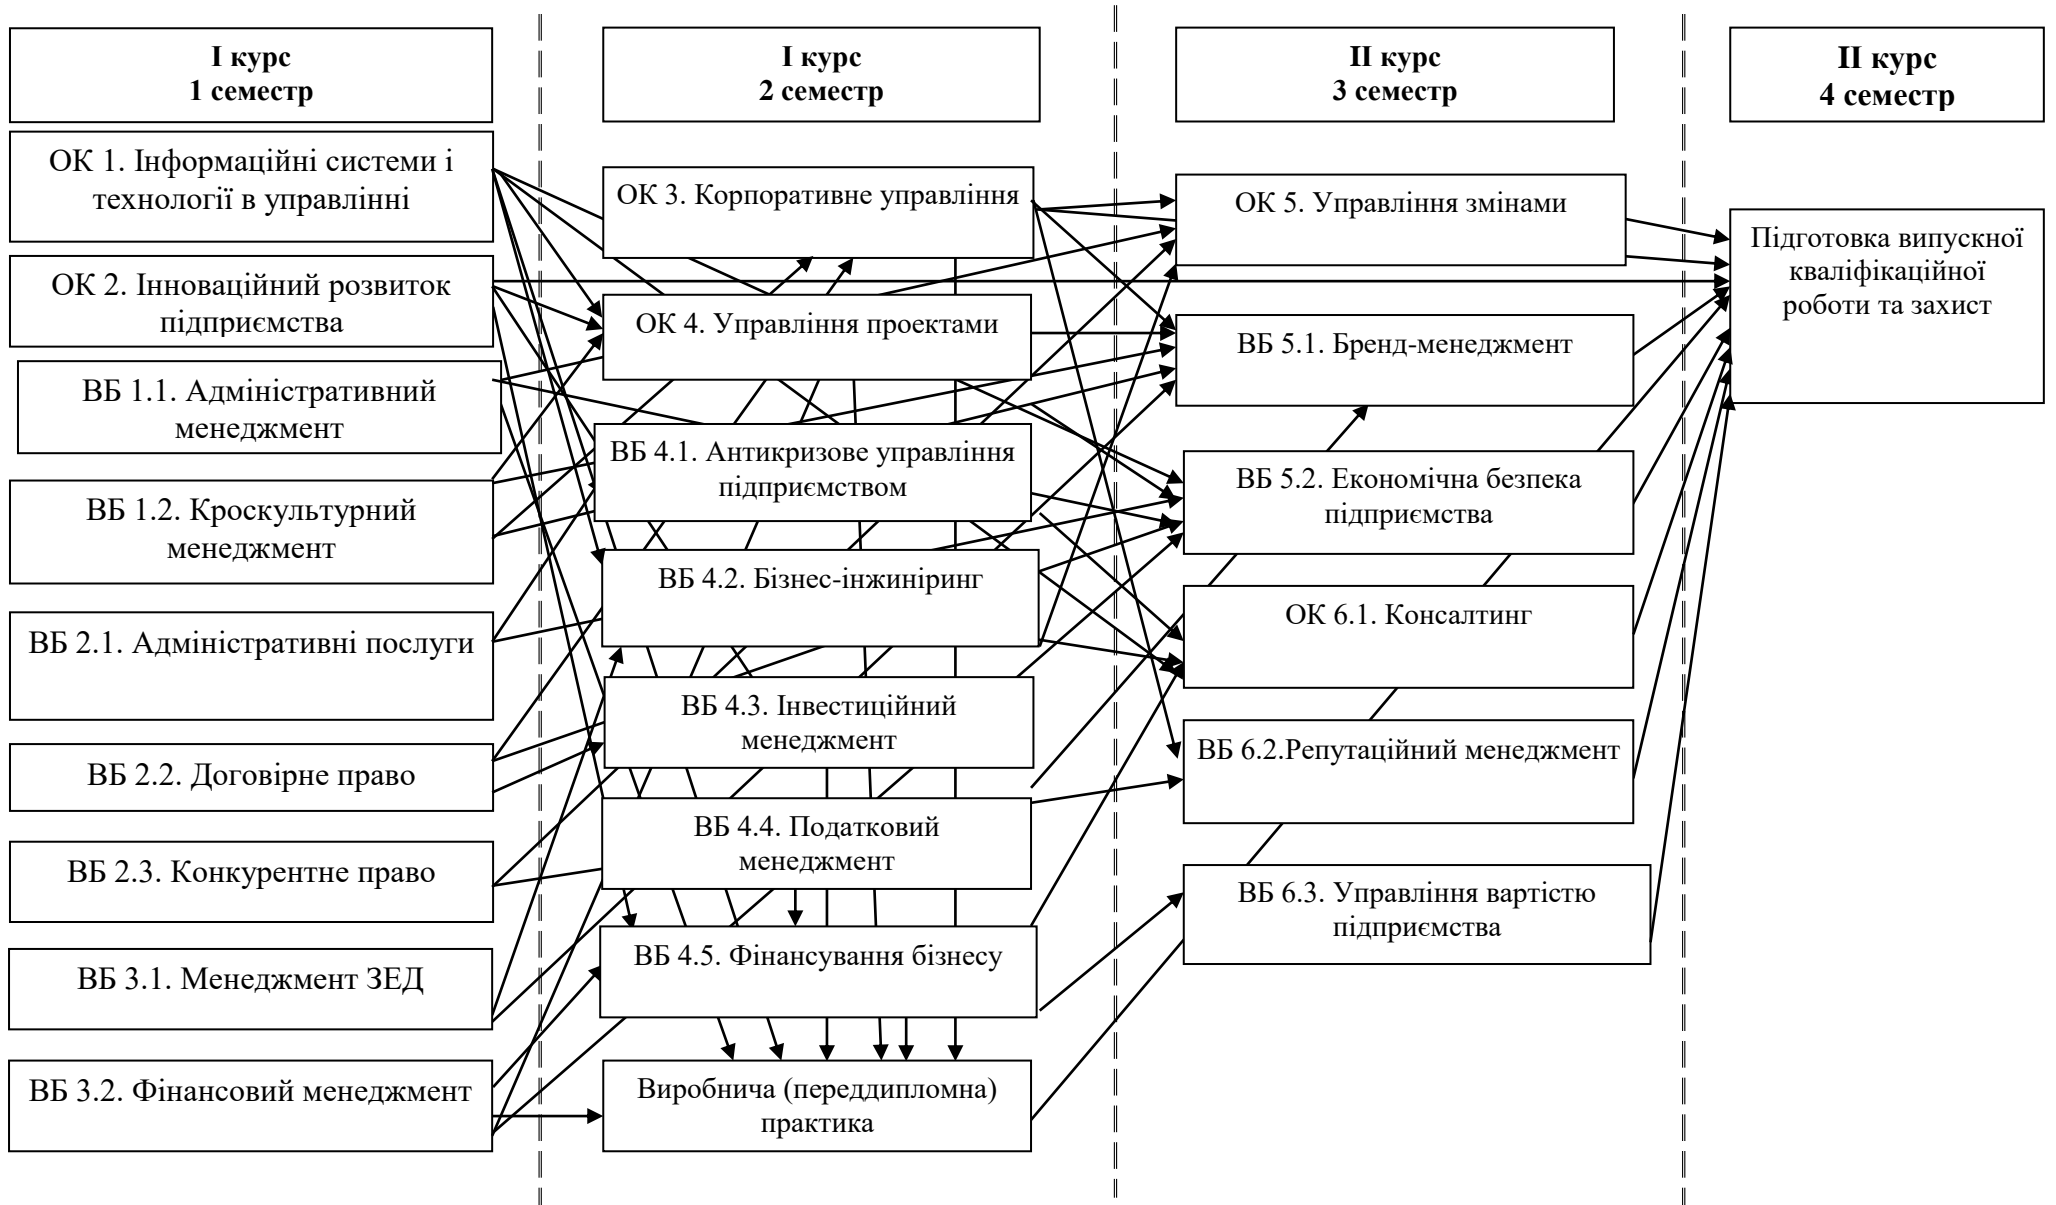 І курс
1 семестр
ОК 1. Інформаційні системи і
технології в управлінні
ОК 2. Інноваційний розвиток
підприємства
ВБ 1.1. Адміністративний
менеджмент
ВБ 1.2. Кроскультурний
менеджмент
ВБ 2.1. Адміністративні послуги
ВБ 2.2. Договірне право
ВБ 2.3. Конкурентне право
ВБ 3.1. Менеджмент ЗЕД
ВБ 3.2. Фінансовий менеджмент
І курс
2 семестр
ОК 3. Корпоративне управління
ОК 4. Управління проектами
ВБ 4.1. Антикризове управління
підприємством
ВБ 4.2. Бізнес-інжиніринг
ВБ 4.3. Інвестиційний
менеджмент
ВБ 4.4. Податковий
менеджмент
ВБ 4.5. Фінансування бізнесу
Виробнича (переддипломна)
практика
ІІ курс
3 семестр
ОК 5. Управління змінами
ВБ 5.1. Бренд-менеджмент
ВБ 5.2. Економічна безпека
підприємства
ОК 6.1. Консалтинг
ВБ 6.2.Репутаційний менеджмент
ВБ 6.3. Управління вартістю
підприємства
ІІ курс
4 семестр
Підготовка випускної
кваліфікаційної
роботи та захист